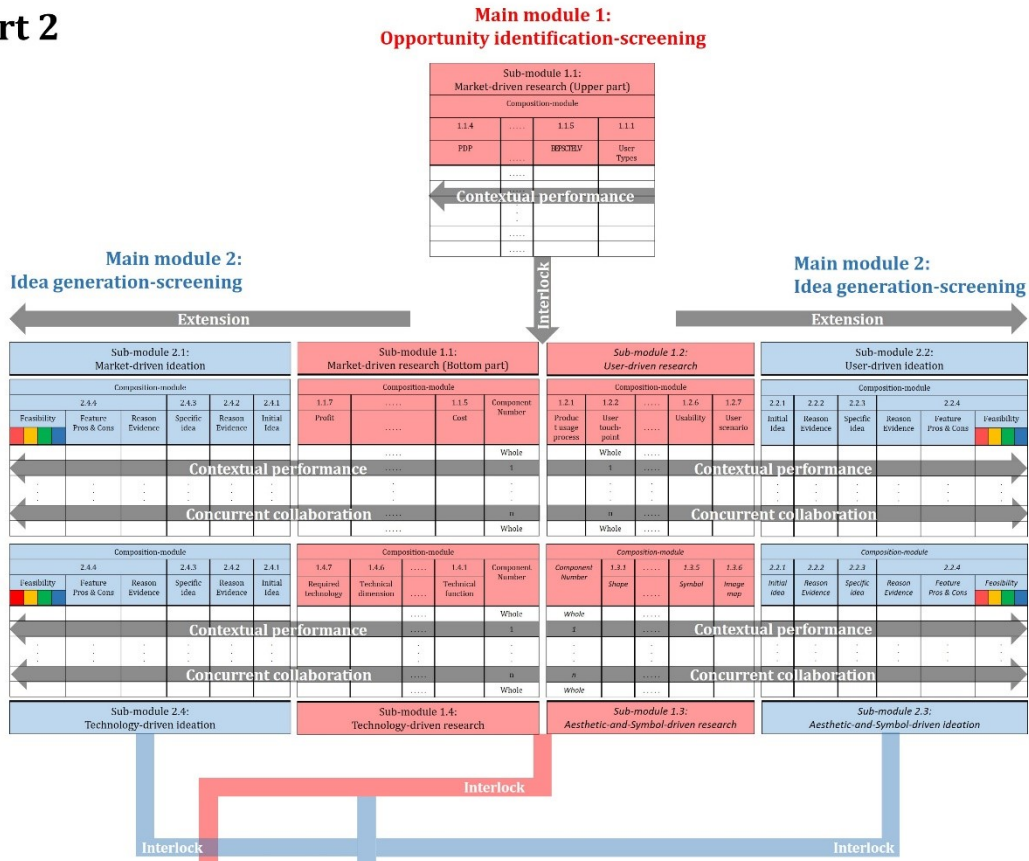 rt 2
Main module 1:
Opportunity identification-screening
Sub-module 1.1:
Market-driven research (Upper part)
Composition-module
1.1.4 ..... 1.1.5 1.1.1
PDP ..... BEPSCTELV User
Types
.....
.....
Contextual performance
.....
.....
Interlock
Main module 2:
Idea generation-screening
Main module 2:
Idea generation-screening
Extension
Extension
Sub-module 2.1:
Market-driven ideation
Sub-module 1.1:
Market-driven research (Bottom part)
Sub-module 1.2:
User-driven research
Sub-module 2.2:
User-driven ideation
Composition-module
2.4.4 2.4.3 2.4.2 2.4.1
Feasibility Feature
Pros & Cons Reason
Evidence Specific
idea Reason
Evidence Initial
Idea
Composition-module
1.1.7 ..... 1.1.5 Component
Number
Profit ..... Cost
Composition-module
1.2.1 1.2.2 ..... 1.2.6 1.2.7
Produc
t usage
process User
touch-
point ..... Usability User
scenario
Composition-module
2.2.1 2.2.2 2.2.3 2.2.4
Initial
Idea Reason
Evidence Specific
Idea Reason
Evidence Feature
Pros & Cons Feasibility
..... Whole Whole .....
Contextual performance ..... 1 1 ..... Contextual performance
Concurrent collaboration ..... n n ..... Concurrent collaboration
..... Whole Whole .....
Composition-module
2.4.4 2.4.3 2.4.2 2.4.1
Feasibility Feature
Pros & Cons Reason
Evidence Specific
idea Reason
Evidence Initial
Idea
Composition-module
1.4.7 1.4.6 ..... 1.4.1 Component
Number
Required
technology Technical
dimension ..... Technical
function
Composition-module
Component
Number 1.3.1 ..... 1.3.5 1.3.6
Shape ..... Symbol Image
map
Composition-module
2.2.1 2.2.2 2.2.3 2.2.4
Initial
Idea Reason
Evidence Specific
Idea Reason
Evidence Feature
Pros & Cons Feasibility
..... Whole Whole .....
Contextual performance ..... 1 1 ..... Contextual performance
Concurrent collaboration ..... n n ..... Concurrent collaboration
..... Whole Whole .....
Sub-module 2.4:
Technology-driven ideation
Sub-module 1.4:
Technology-driven research
Sub-module 1.3:
Aesthetic-and-Symbol-driven research
Sub-module 2.3:
Aesthetic-and-Symbol-driven ideation
Interlock
Interlock
Interlock